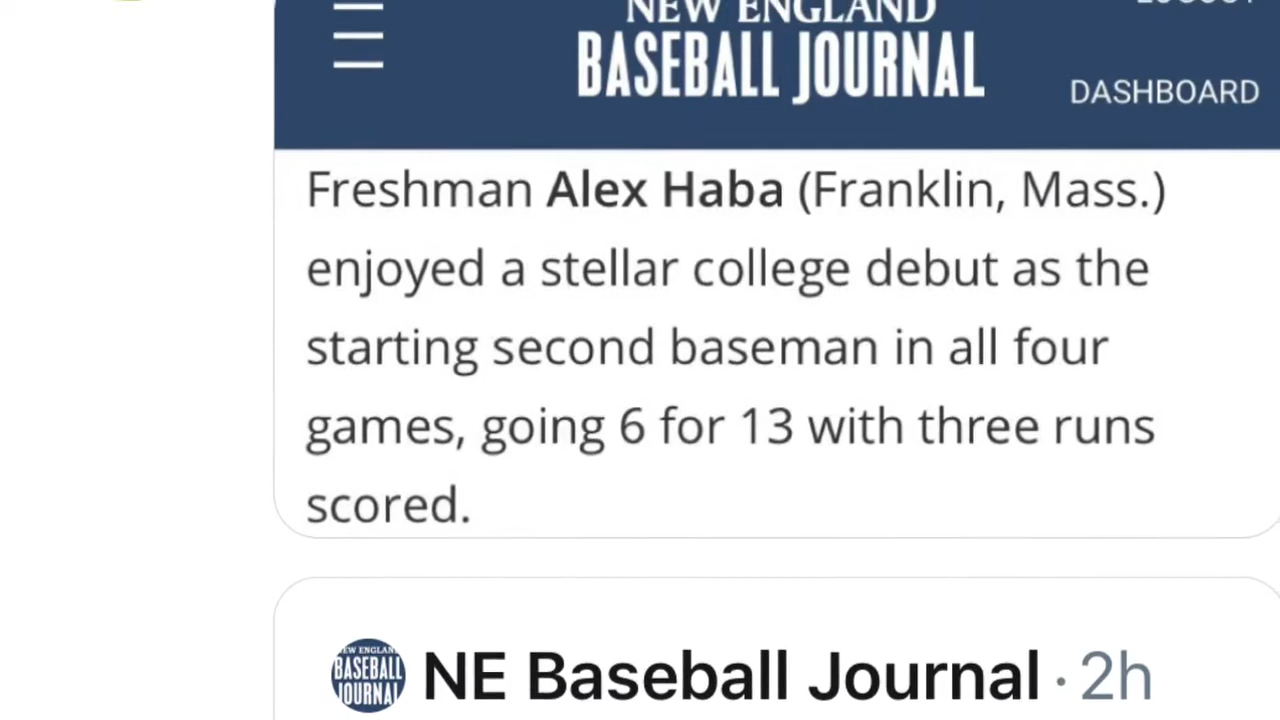 NEW ENGLAND
BASEBALL JOURNAL
DASHBOARD
Freshman Alex Haba (Franklin, Mass.)
enjoyed a stellar college debut as the
starting second baseman in all four
games, going 6 for 13 with three runs
scored.
NEW ENGLAND
BASEBALL
JOURNAL
NE Baseball Journal · 2h